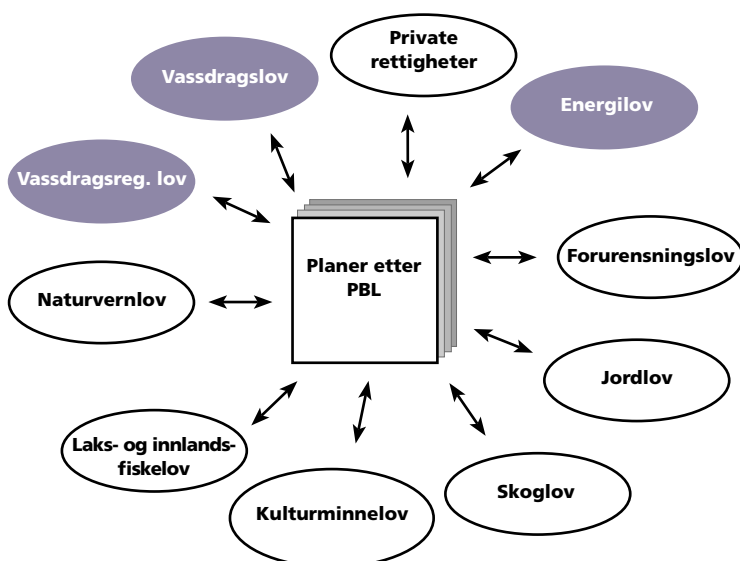 Private
rettigheter
Vassdragslov
Energilov
Vassdragsreg. lov
Forurensningslov
Planer etter
PBL
Naturvernlov
Jordlov
Laks- og innlands-
fiskelov
Skoglov
Kulturminnelov